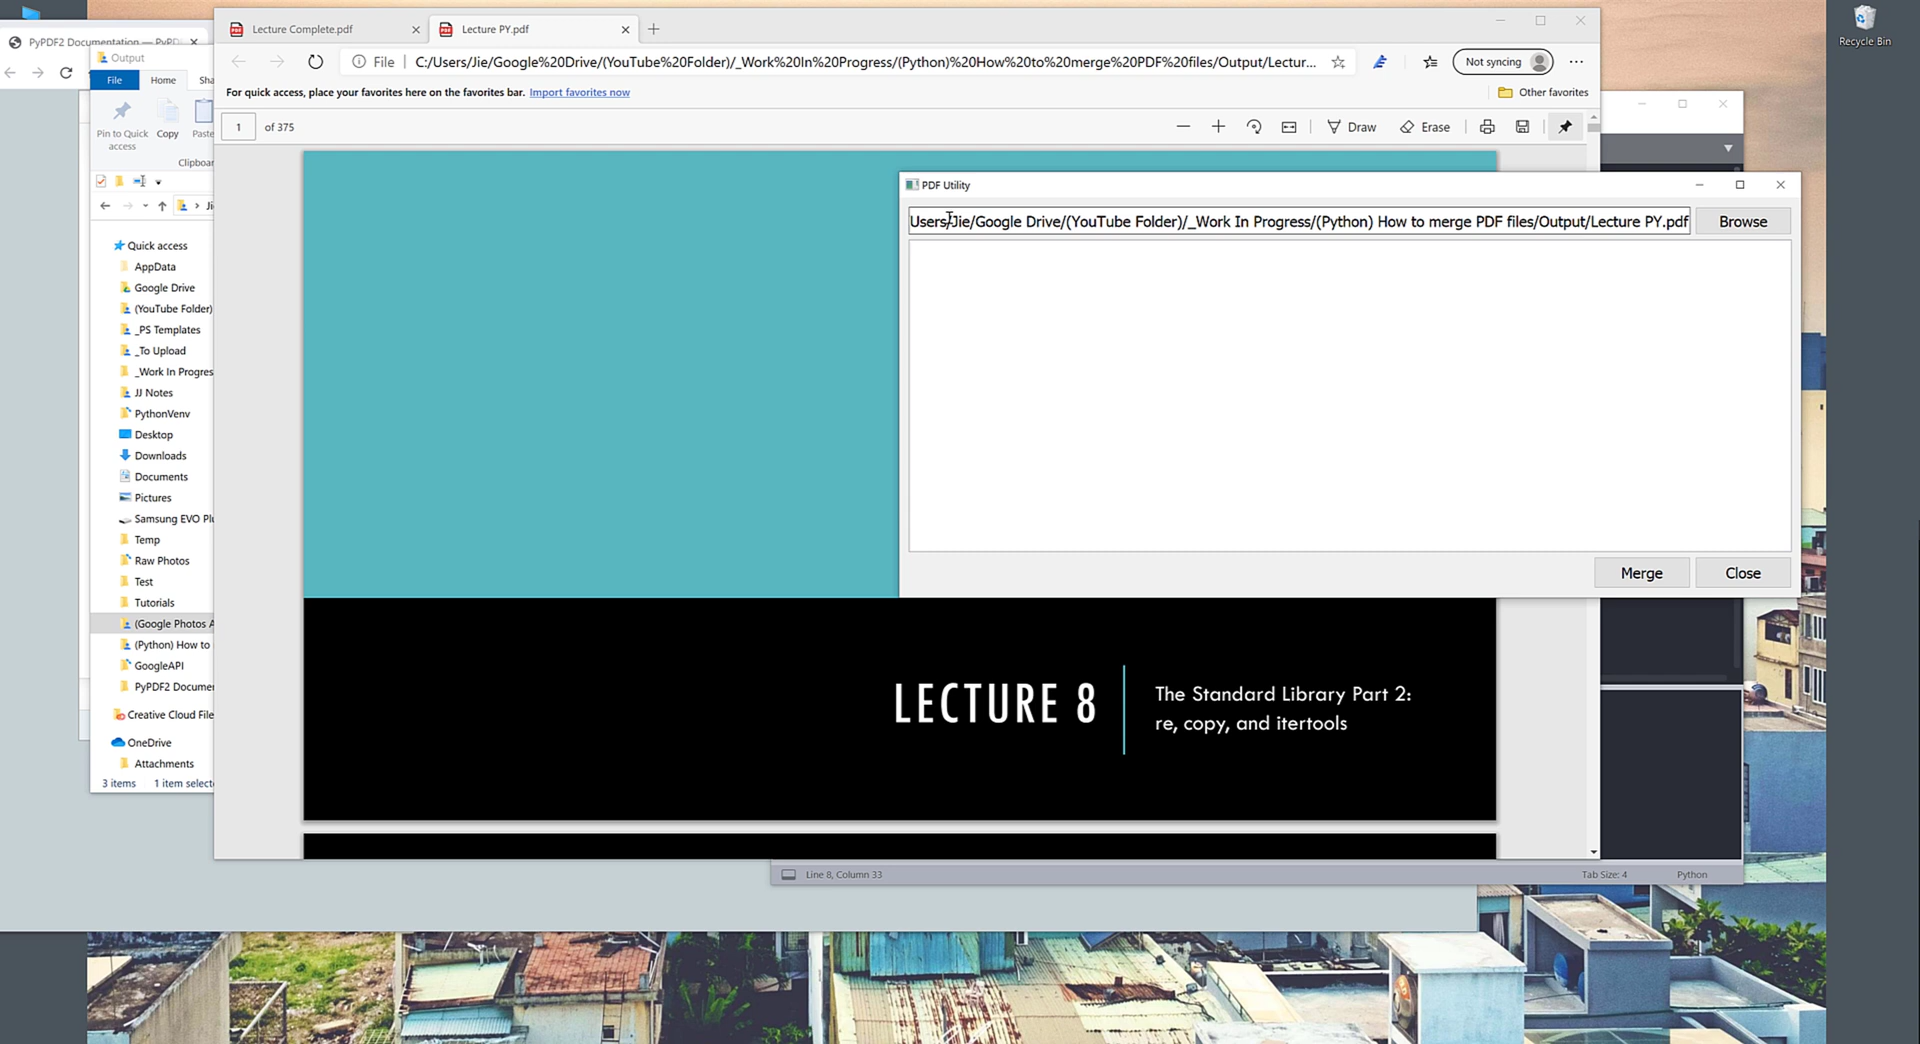 Recycle Bin
PyPDF2 Documentation — PyPD
Output
File
Home
Sha
Pin to Quick
access
Copy
Paste
Clipboar
Quick access
AppData
Google Drive
(YouTube Folder)
_PS Templates
_To Upload
_Work In Progres
JJ Notes
PythonVenv
Desktop
Downloads
Documents
Pictures
Samsung EVO Plu
Temp
Raw Photos
Test
Tutorials
(Google Photos A
(Python) How to
GoogleAPI
PyPDF2 Documer
Creative Cloud File
OneDrive
Attachments
3 items
1 item select
Lecture Complete.pdf
Lecture PY.pdf
File
C:/Users/Jie/Google%20Drive/(YouTube%20Folder)/_Work%20In%20Progress/(Python)%20How%20to%20merge%20PDF%20files/Output/Lectur...
Not syncing
For quick access, place your favorites here on the favorites bar. Import favorites now
Other favorites
1
of 375
Draw
Erase
PDF Utility
Users/Jie/Google Drive/(YouTube Folder)/_Work In Progress/(Python) How to merge PDF files/Output/Lecture PY.pdf
Browse
Merge
Close
LECTURE 8
The Standard Library Part 2:
re, copy, and itertools
Line 8, Column 33
Tab Size: 4
Python